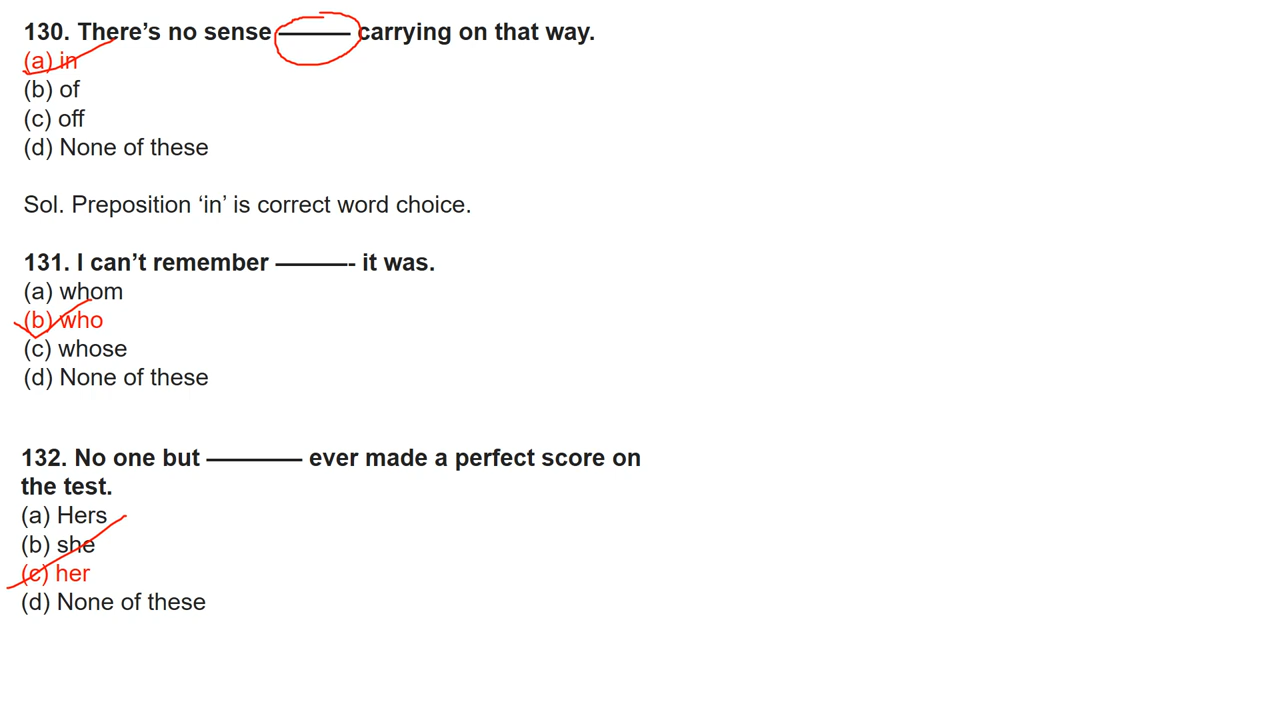 130. There’s no sense ——— carrying on that way.
(a) in
(b) of
(c) off
(d) None of these
Sol. Preposition ‘in’ is correct word choice.
131. I can’t remember ———- it was.
(a) whom
(b) who
(c) whose
(d) None of these
132. No one but ———— ever made a perfect score on
the test.
(a) Hers
(b) she
(c) her
(d) None of these